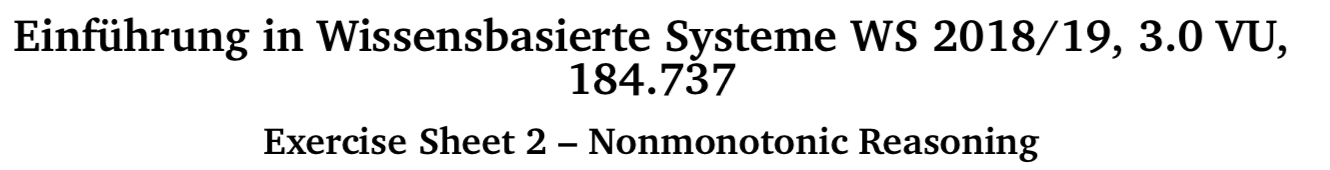 Einführung in Wissensbasierte Systeme WS 2018/19, 3.0 VU,
184.737
Exercise Sheet 2 – Nonmonotonic Reasoning